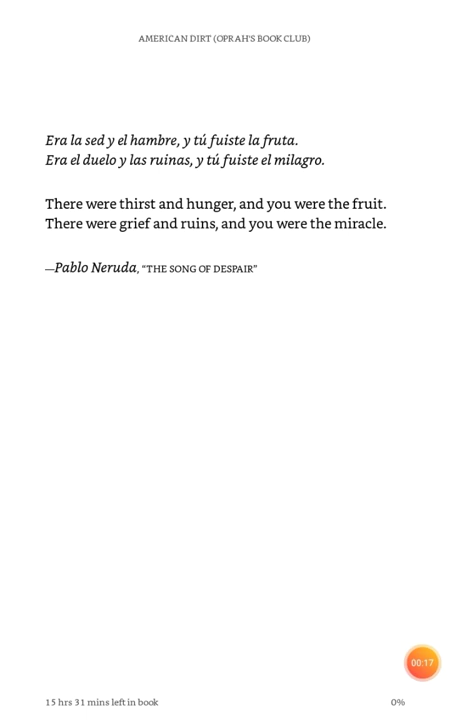 AMERICAN DIRT (OPRAH'S BOOK CLUB)
Era la sed y el hambre, y tú fuiste la fruta.
Era el duelo y las ruinas, y tú fuiste el milagro.
There were thirst and hunger, and you were the fruit.
There were grief and ruins, and you were the miracle.
—Pablo Neruda, “THE SONG OF DESPAIR”
00:17
15 hrs 31 mins left in book
0%